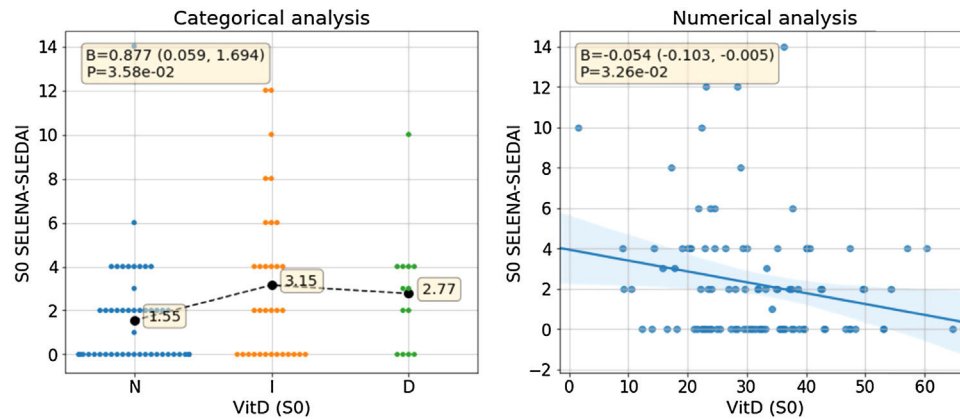 Categorical analysis
B=0.877 (0.059, 1.694)
P=3.58e-02
S0 SELENA-SLEDAI
14
12
10
8
6
4
2
0
1.55
3.15
2.77
N I D
VitD (S0)
Numerical analysis
B=-0.054 (-0.103, -0.005)
P=3.26e-02
S0 SELENA-SLEDAI
14
12
10
8
6
4
2
0
−2
0 10 20 30 40 50 60
VitD (S0)